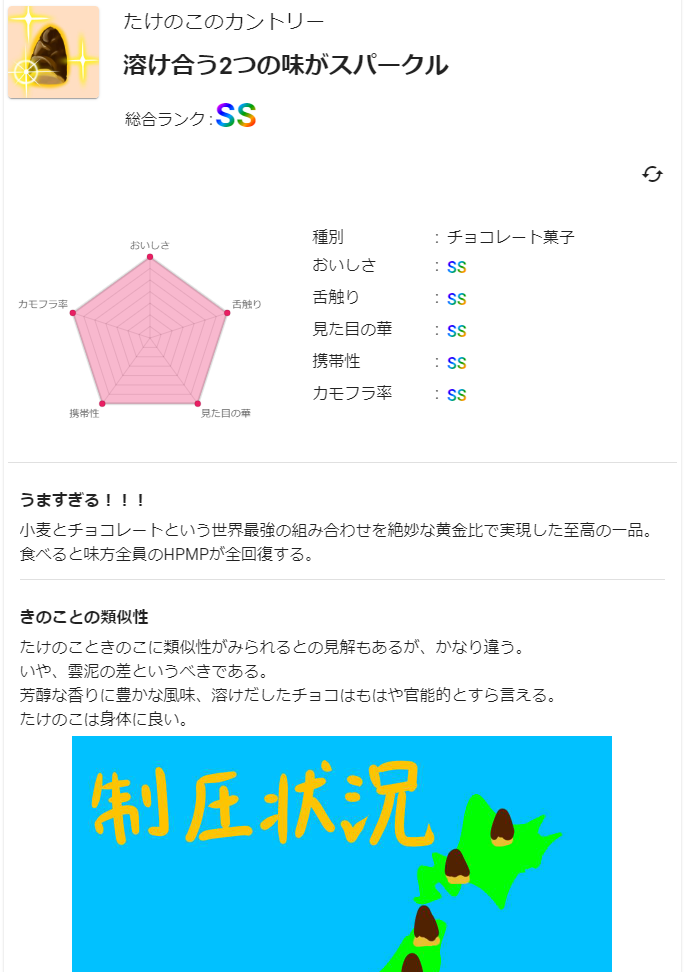 たけのこのカントリー
溶け合う2つの味がスパークル
総合ランク:SS
おいしさ
舌触り
見た目の華
携帯性
カモフラ率
種別 : チョコレート菓子
おいしさ : SS
舌触り : SS
見た目の華 : SS
携帯性 : SS
カモフラ率 : SS
うますぎる！！！
小麦とチョコレートという世界最強の組み合わせを絶妙な黄金比で実現した至高の一品。
食べると味方全員のHPMPが全回復する。
きのことの類似性
たけのこときのこに類似性がみられるとの見解もあるが、かなり違う。
いや、雲泥の差というべきである。
芳醇な香りに豊かな風味、溶けだしたチョコはもはや官能的とすら言える。
たけのこは身体に良い。
制圧状況